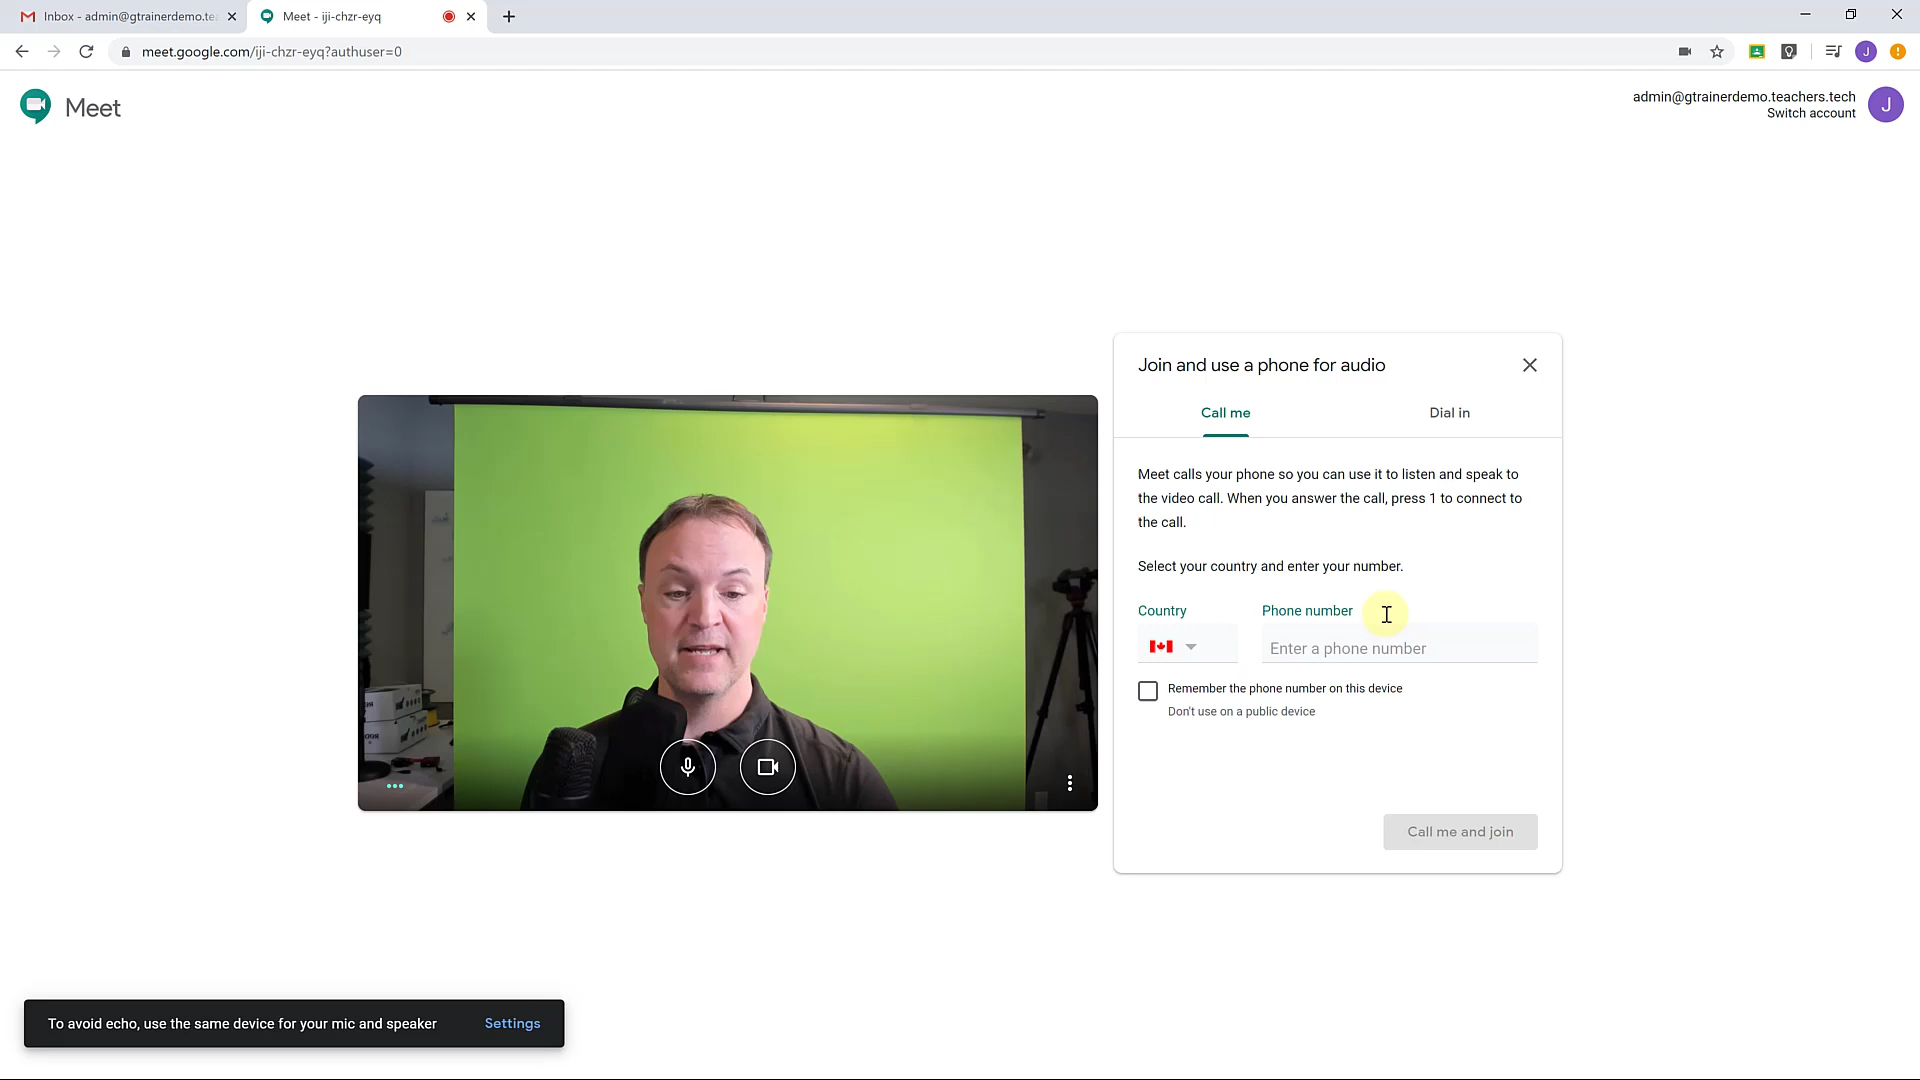 Inbox - admin@gtrainerdemo.te
Meet - iji-chzr-eyq
meet.google.com/iji-chzr-eyq?authuser=0
J
Meet
admin@gtrainerdemo.teachers.tech
Switch account
J
Join and use a phone for audio
Call me
Dial in
Meet calls your phone so you can use it to listen and speak to
the video call. When you answer the call, press 1 to connect to
the call.
Select your country and enter your number.
Country
Phone number
Enter a phone number
Remember the phone number on this device
Don't use on a public device
Call me and join
To avoid echo, use the same device for your mic and speaker
Settings